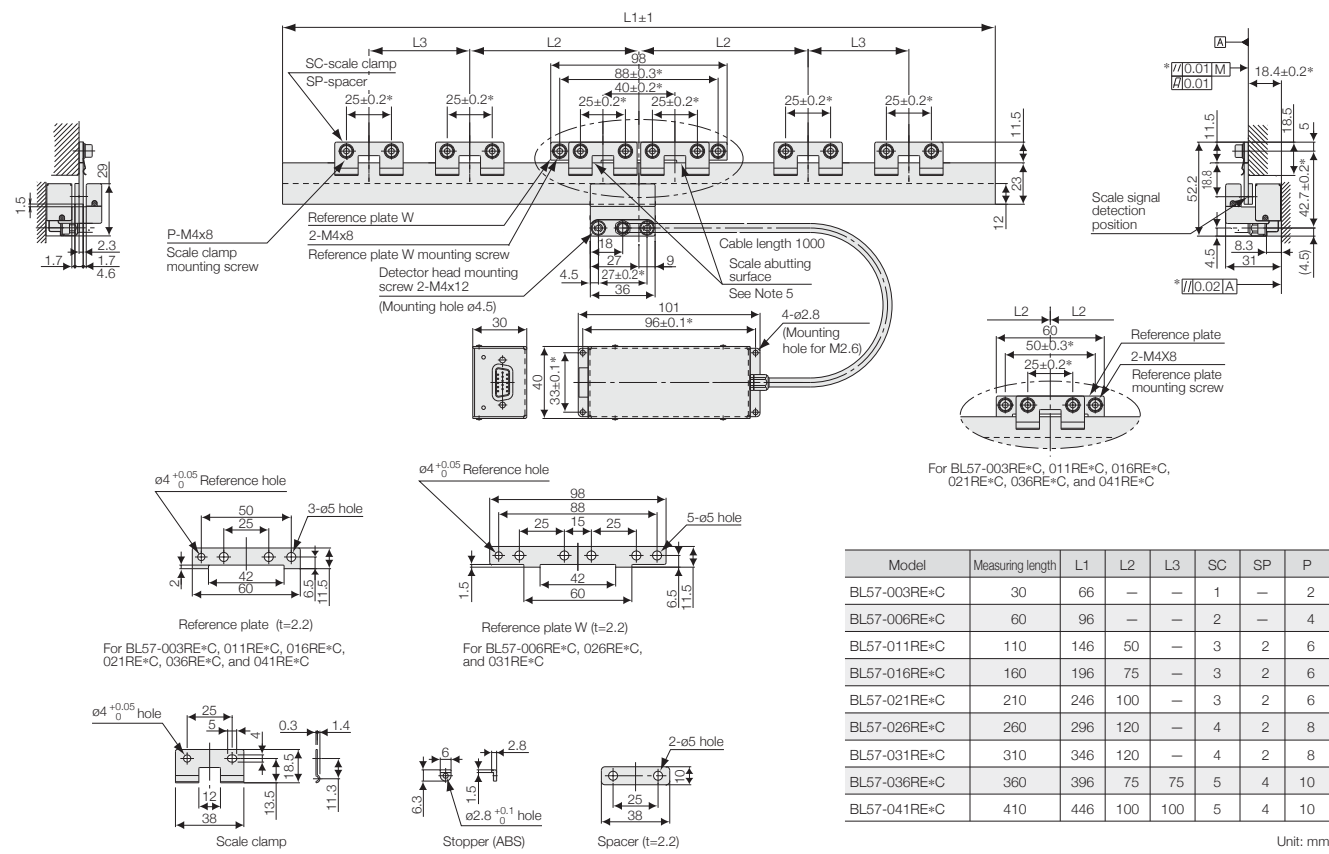 L1±1
L3
L2
L2
L3
98
88±0.3*
40±0.2*
25±0.2*
25±0.2*
25±0.2*
25±0.2*
25±0.2*
25±0.2*
SC-scale clamp
SP-spacer
11.5
23
12
29
1.5
2.3
1.7
1.7
4.6
P-M4x8
Scale clamp
mounting screw
Reference plate W
2-M4x8
Reference plate W mounting screw
Detector head mounting
screw 2-M4x12
(Mounting hole ø4.5)
18
27
9
4.5
27±0.2*
36
Cable length 1000
Scale abutting
surface
See Note 5
A
* // 0.01 M
0.01
18.4±0.2*
11.5
18.5
5
52.2
18.8
42.7±0.2*
Scale signal
detection
position
4.5
8.3
31
(4.5)
* // 0.02 A
30
101
96±0.1*
40
33±0.1*
4-ø2.8
(Mounting
hole for M2.6)
L2
L2
60
50±0.3*
25±0.2*
Reference plate
2-M4X8
Reference plate
mounting screw
For BL57-003RE*C, 011RE*C, 016RE*C,
021RE*C, 036RE*C, and 041RE*C
ø4 +0.05 0 Reference hole
50
25
3-ø5 hole
2
42
60
6.5
11.5
Reference plate (t=2.2)
For BL57-003RE*C, 011RE*C, 016RE*C,
021RE*C, 036RE*C, and 041RE*C
ø4 +0.05 0 Reference hole
98
88
25
15
25
5-ø5 hole
1.5
42
60
6.5
11.5
Reference plate W (t=2.2)
For BL57-006RE*C, 026RE*C,
and 031RE*C
ø4 +0.05 0 hole
25
5
4
0.3
1.4
18.5
13.5
11.3
12
38
Scale clamp
6
2.8
6.3
1.5
ø2.8 +0.1 0 hole
Stopper (ABS)
2-ø5 hole
10
25
38
Spacer (t=2.2)
Model Measuring length L1 L2 L3 SC SP P
BL57-003RE*C 30 66 — — 1 — 2
BL57-006RE*C 60 96 — — 2 — 4
BL57-011RE*C 110 146 50 — 3 2 6
BL57-016RE*C 160 196 75 — 3 2 6
BL57-021RE*C 210 246 100 — 3 2 6
BL57-026RE*C 260 296 120 — 4 2 8
BL57-031RE*C 310 346 120 — 4 2 8
BL57-036RE*C 360 396 75 75 5 4 10
BL57-041RE*C 410 446 100 100 5 4 10
Unit: mm